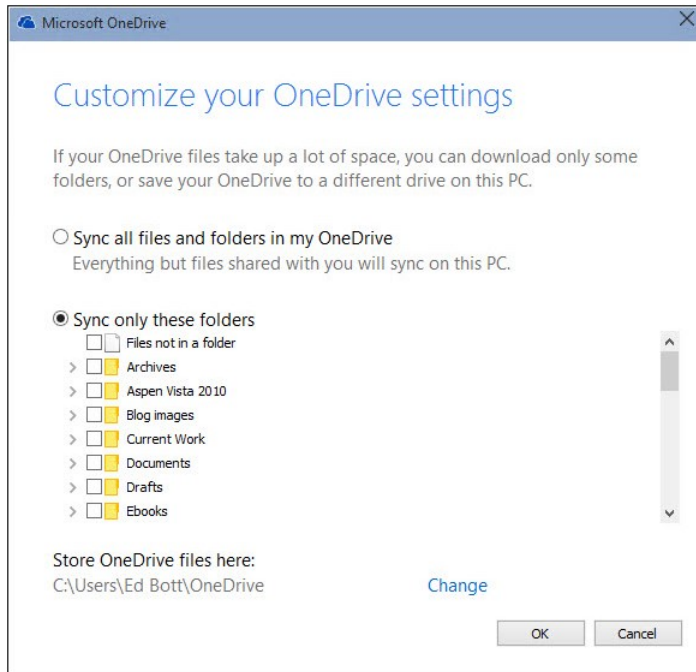 Microsoft OneDrive
Customize your OneDrive settings
If your OneDrive files take up a lot of space, you can download only some
folders, or save your OneDrive to a different drive on this PC.
Sync all files and folders in my OneDrive
Everything but files shared with you will sync on this PC.
Sync only these folders
Files not in a folder
Archives
Aspen Vista 2010
Blog images
Current Work
Documents
Drafts
Ebooks
Store OneDrive files here:
C:\Users\Ed Bott\OneDrive Change
OK Cancel